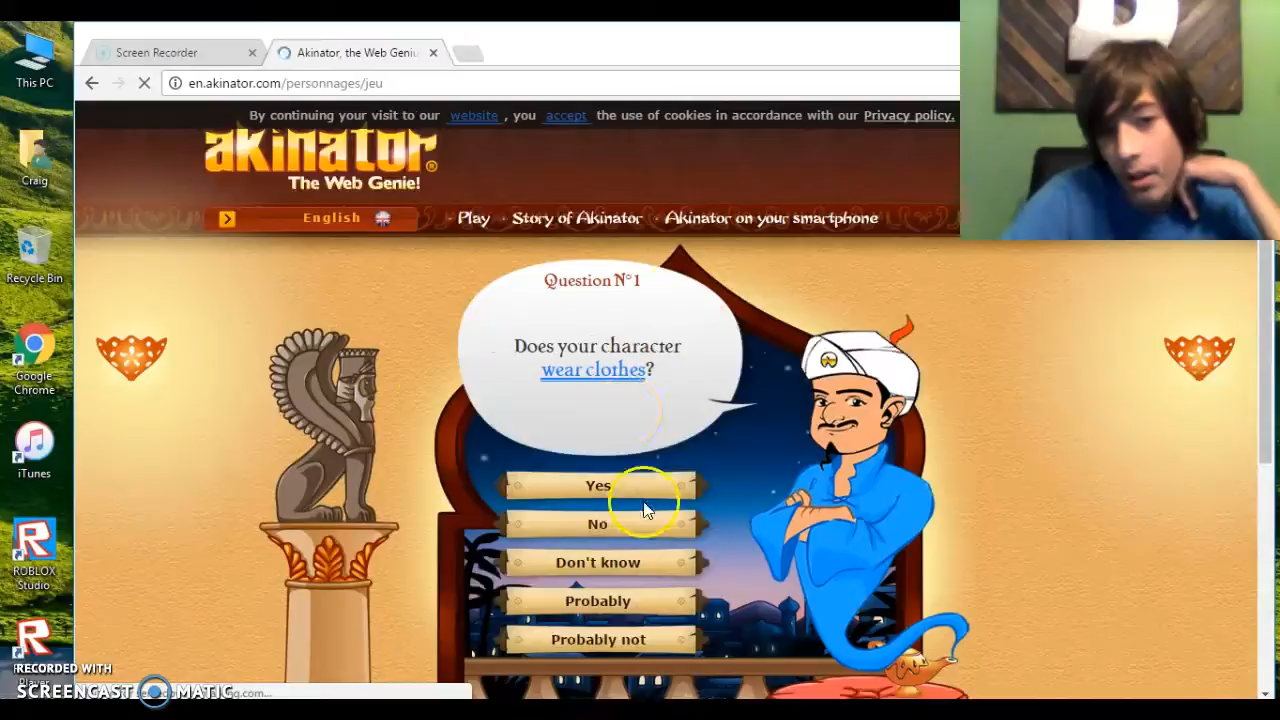 This PC
Craig
Recycle Bin
Google
Chrome
iTunes
ROBLOX
Studio
Screen Recorder
Akinator, the Web Geni
en.akinator.com/personnages/jeu
By continuing your visit to our website , you accept the use of cookies in accordance with our Privacy policy.
akinator
The Web Genie!
English
Play · Story of Akinator · Akinator on your smartphone
Question N°1
Does your character
wear clothes?
Yes
No
Don't know
Probably
Probably not
RECORDED WITH
SCREENCAST MATIC